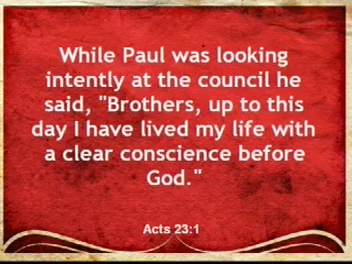 While Paul was looking
intently at the council he
said, "Brothers, up to this
day I have lived my life with
a clear conscience before
God."
Acts 23:1